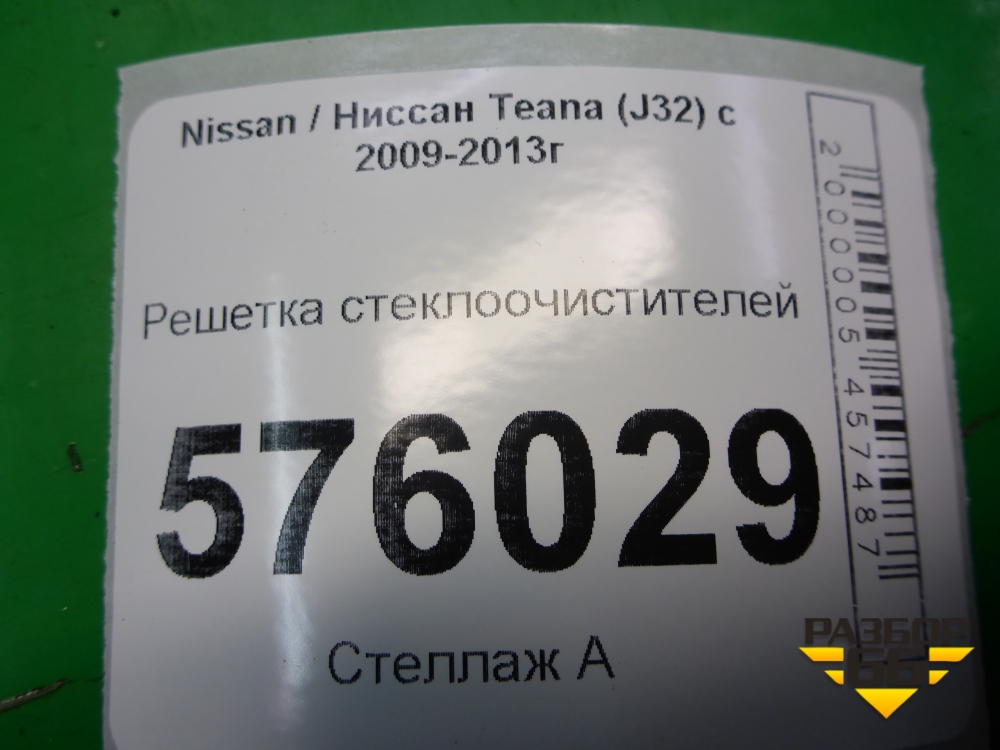 Nissan / Ниссан Teana (J32) с
2009-2013г
Решетка стеклоочистителей
576029
Стеллаж А
2000005457487
РАЗБОР
66